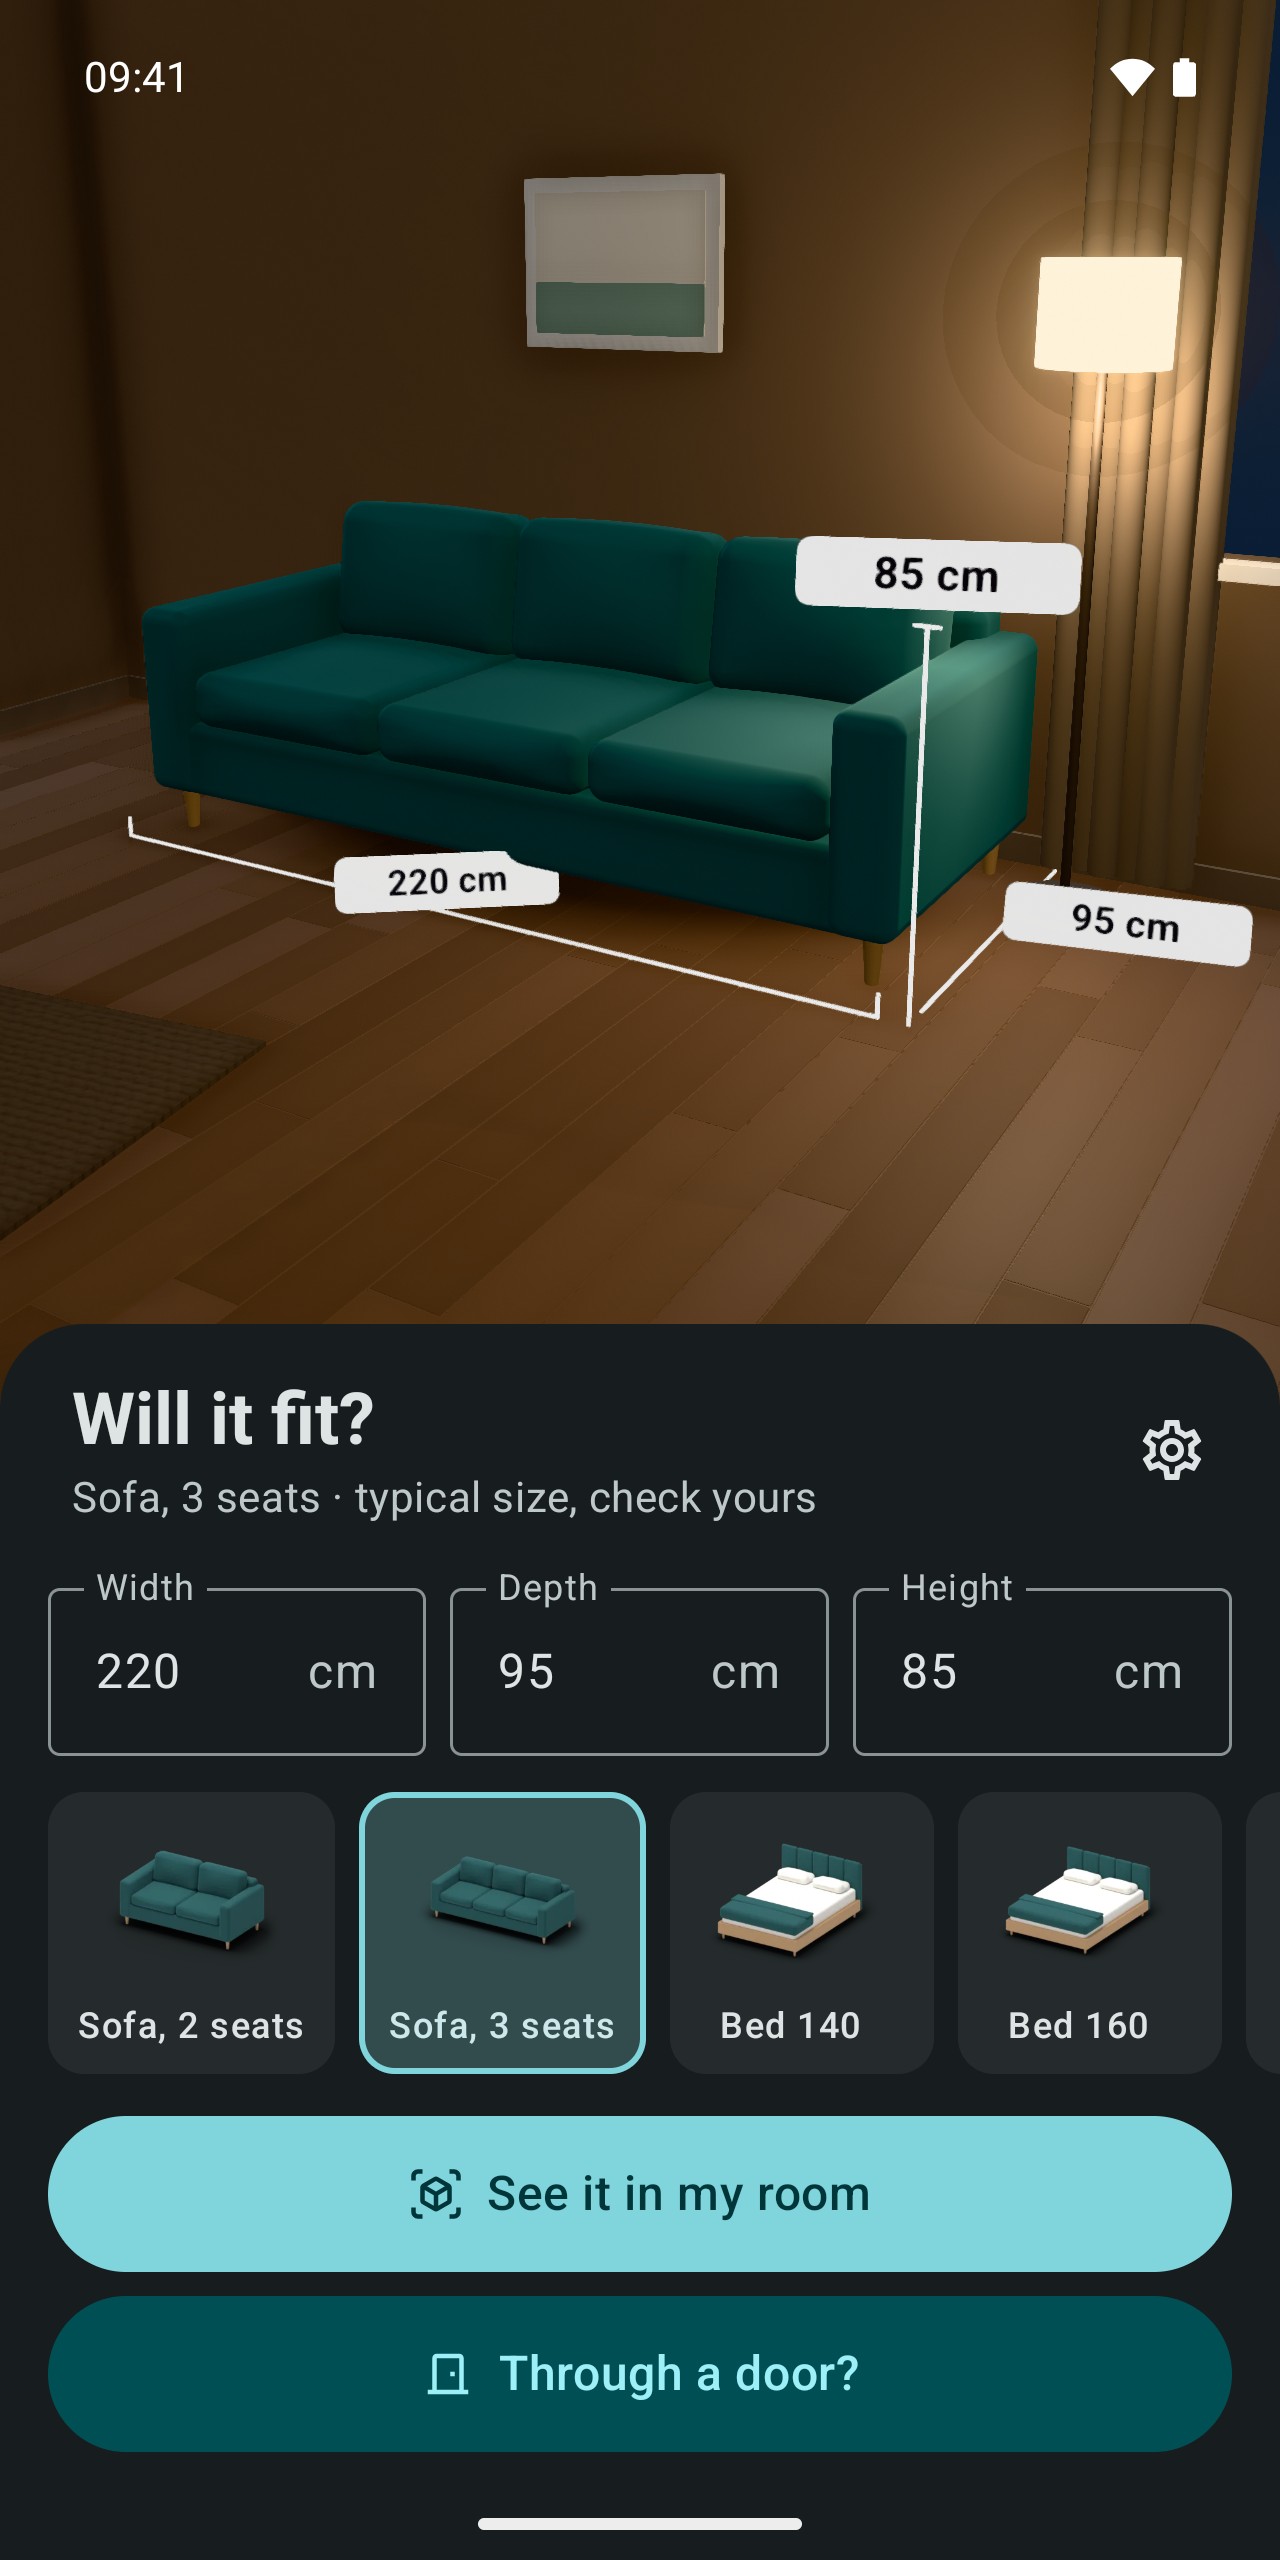 09:41
85 cm
220 cm
95 cm
Will it fit?
Sofa, 3 seats · typical size, check yours
Width
Depth
Height
220 cm
95 cm
85 cm
Sofa, 2 seats
Sofa, 3 seats
Bed 140
Bed 160
See it in my room
Through a door?